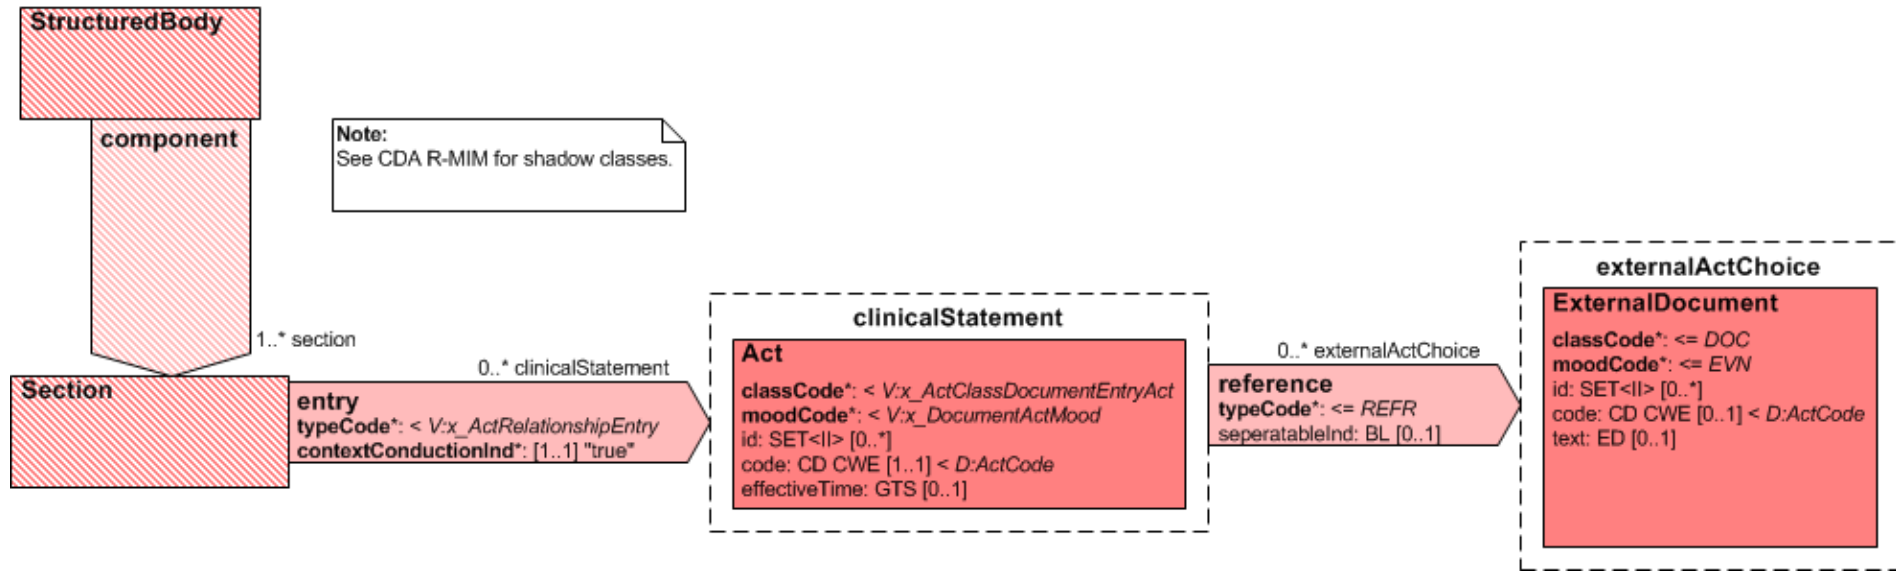 StructuredBody
component
Note:
See CDA R-MIM for shadow classes.
1..* section
Section
0..* clinicalStatement
entry
typeCode*: < V:x_ActRelationshipEntry
contextConductionInd*: [1..1] "true"
clinicalStatement
Act
classCode*: < V:x_ActClassDocumentEntryAct
moodCode*: < V:x_DocumentActMood
id: SET<II> [0..*]
code: CD CWE [1..1] < D:ActCode
effectiveTime: GTS [0..1]
0..* externalActChoice
reference
typeCode*: <= REFR
seperatableInd: BL [0..1]
externalActChoice
ExternalDocument
classCode*: <= DOC
moodCode*: <= EVN
id: SET<II> [0..*]
code: CD CWE [0..1] < D:ActCode
text: ED [0..1]